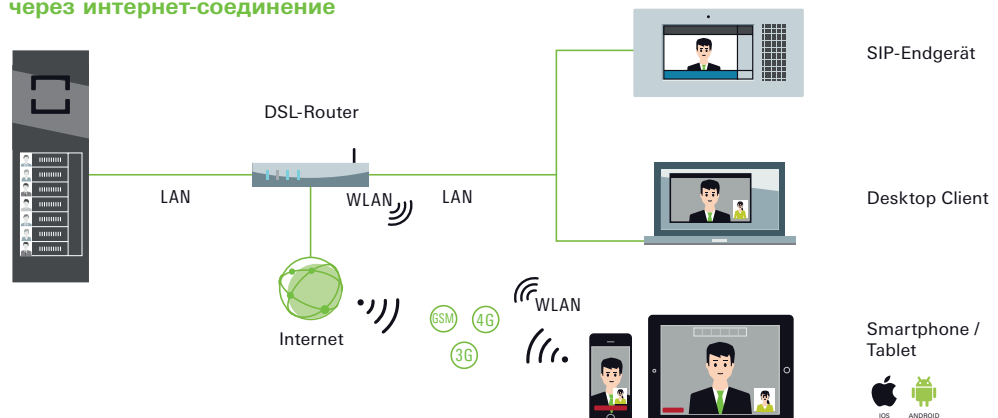 через интернет-соединение
SIP-Endgerät
DSL-Router
LAN
WLAN
LAN
Desktop Client
Internet
GSM
4G
3G
WLAN
Smartphone /
Tablet
IOS
ANDROID